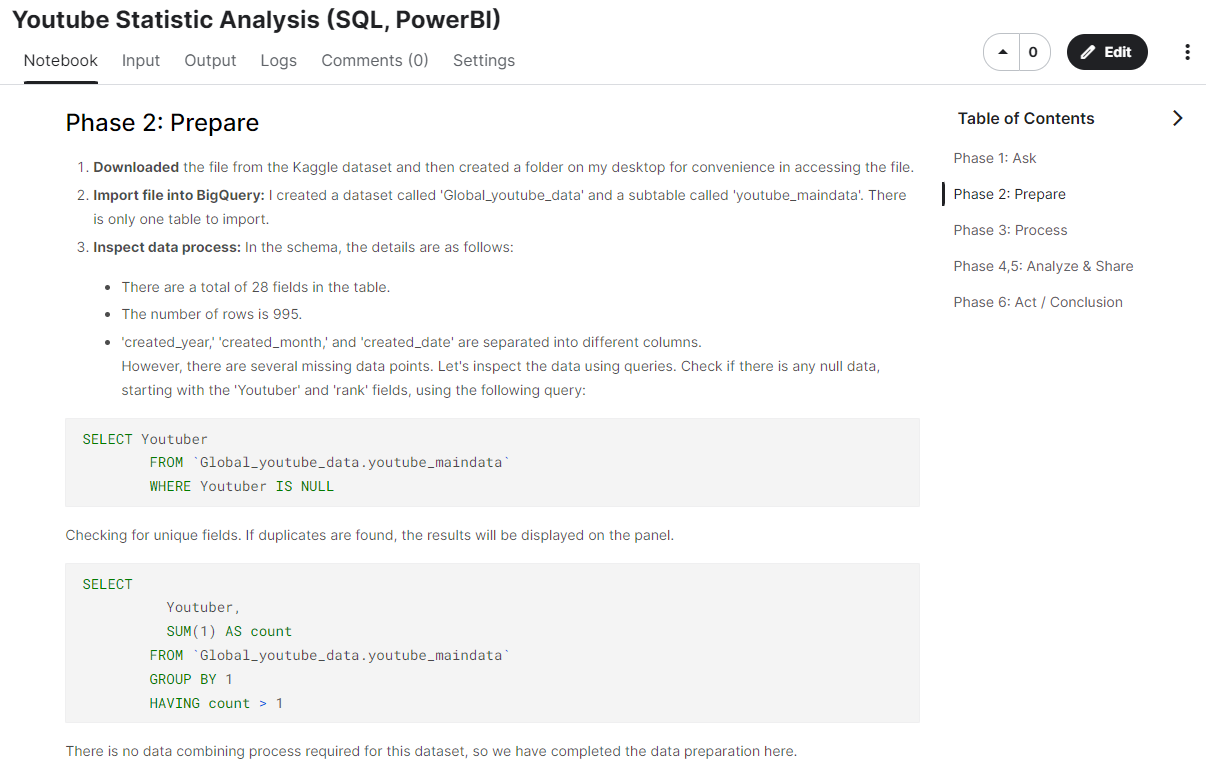 Youtube Statistic Analysis (SQL, PowerBI)
Notebook Input Output Logs Comments (0) Settings
0 Edit
Phase 2: Prepare
1. Downloaded the file from the Kaggle dataset and then created a folder on my desktop for convenience in accessing the file.
2. Import file into BigQuery: I created a dataset called 'Global_youtube_data' and a subtable called 'youtube_maindata'. There
is only one table to import.
3. Inspect data process: In the schema, the details are as follows:
• There are a total of 28 fields in the table.
• The number of rows is 995.
• 'created_year,' 'created_month,' and 'created_date' are separated into different columns.
However, there are several missing data points. Let's inspect the data using queries. Check if there is any null data,
starting with the 'Youtuber' and 'rank' fields, using the following query:
SELECT Youtuber
FROM `Global_youtube_data.youtube_maindata`
WHERE Youtuber IS NULL
Checking for unique fields. If duplicates are found, the results will be displayed on the panel.
SELECT
Youtuber,
SUM(1) AS count
FROM `Global_youtube_data.youtube_maindata`
GROUP BY 1
HAVING count > 1
There is no data combining process required for this dataset, so we have completed the data preparation here.
Table of Contents
Phase 1: Ask
Phase 2: Prepare
Phase 3: Process
Phase 4,5: Analyze & Share
Phase 6: Act / Conclusion